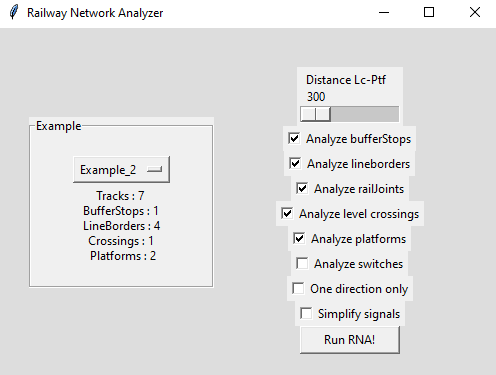 Railway Network Analyzer
Example
Example_2
Tracks : 7
BufferStops : 1
LineBorders : 4
Crossings : 1
Platforms : 2
Distance Lc-Ptf
300
Analyze bufferStops
Analyze lineborders
Analyze railJoints
Analyze level crossings
Analyze platforms
Analyze switches
One direction only
Simplify signals
Run RNA!